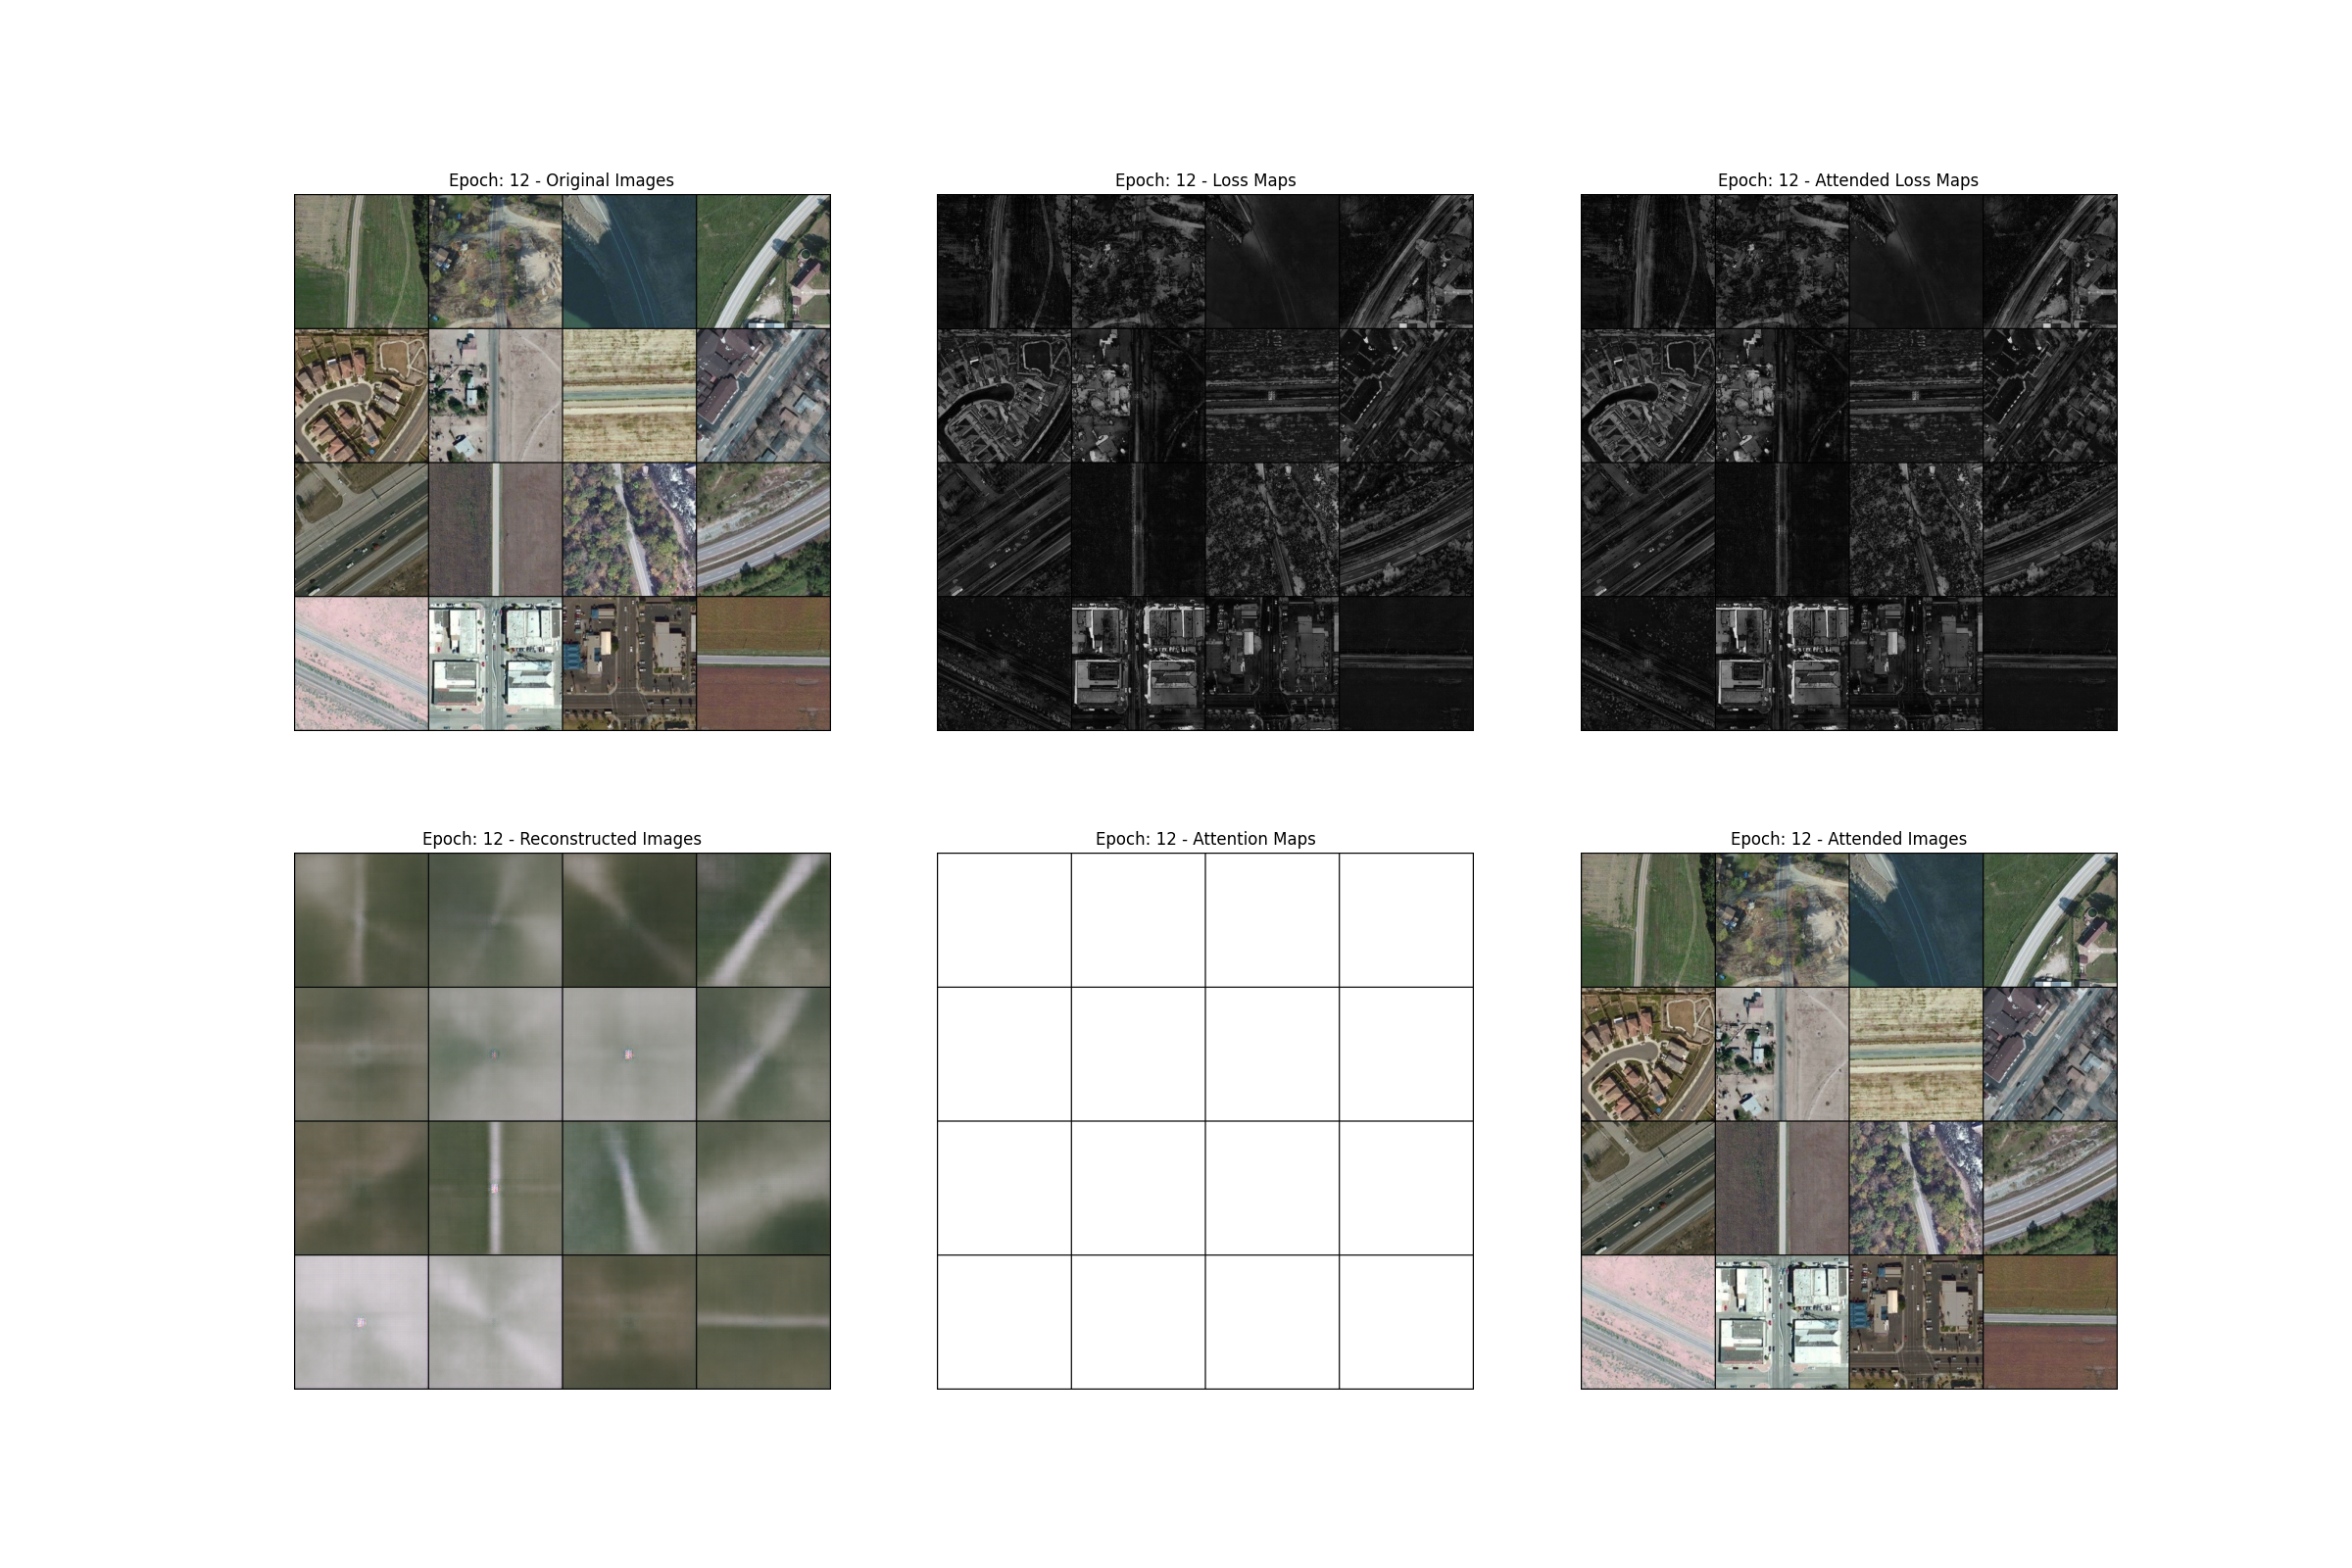 Epoch: 12 - Original Images
Epoch: 12 - Loss Maps
Epoch: 12 - Attended Loss Maps
Epoch: 12 - Reconstructed Images
Epoch: 12 - Attention Maps
Epoch: 12 - Attended Images